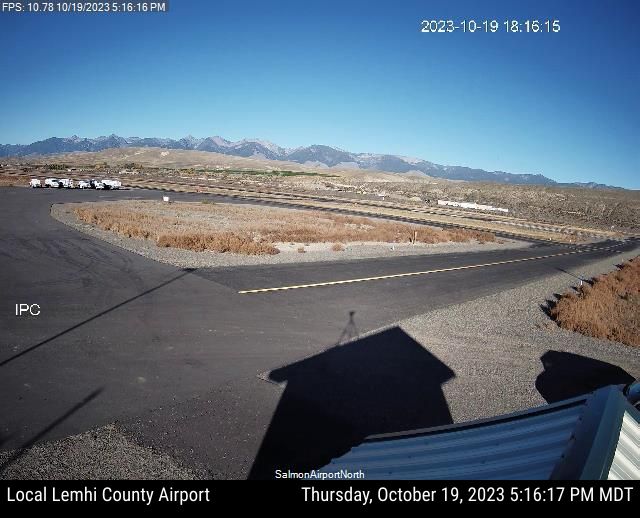 FPS: 10.78 10/19/2023 5:16:16 PM
2023-10-19 18:16:15
IPC
SalmonAirportNorth
Local Lemhi County Airport Thursday, October 19, 2023 5:16:17 PM MDT